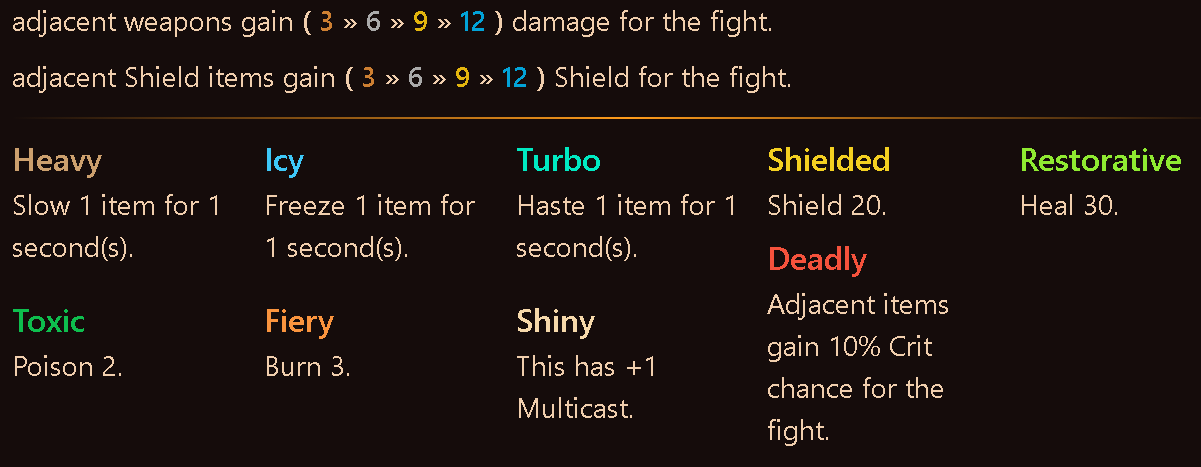 adjacent weapons gain ( 3 » 6 » 9 » 12 ) damage for the fight.
adjacent Shield items gain ( 3 » 6 » 9 » 12 ) Shield for the fight.
Heavy
Slow 1 item for 1
second(s).
Icy
Freeze 1 item for
1 second(s).
Turbo
Haste 1 item for 1
second(s).
Shielded
Shield 20.
Restorative
Heal 30.
Toxic
Poison 2.
Fiery
Burn 3.
Shiny
This has +1
Multicast.
Deadly
Adjacent items
gain 10% Crit
chance for the
fight.